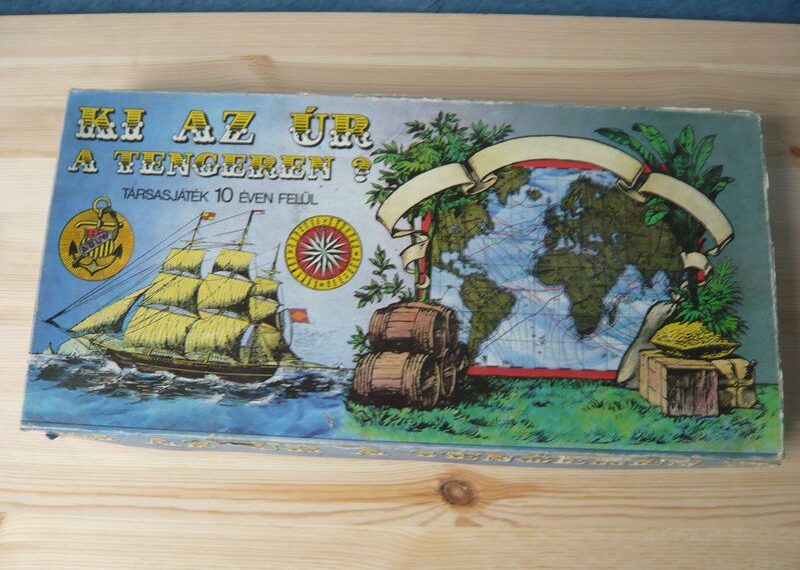 KI AZ ÚR
A TENGEREN?
TÁRSASJÁTÉK 10 ÉVEN FELÜL